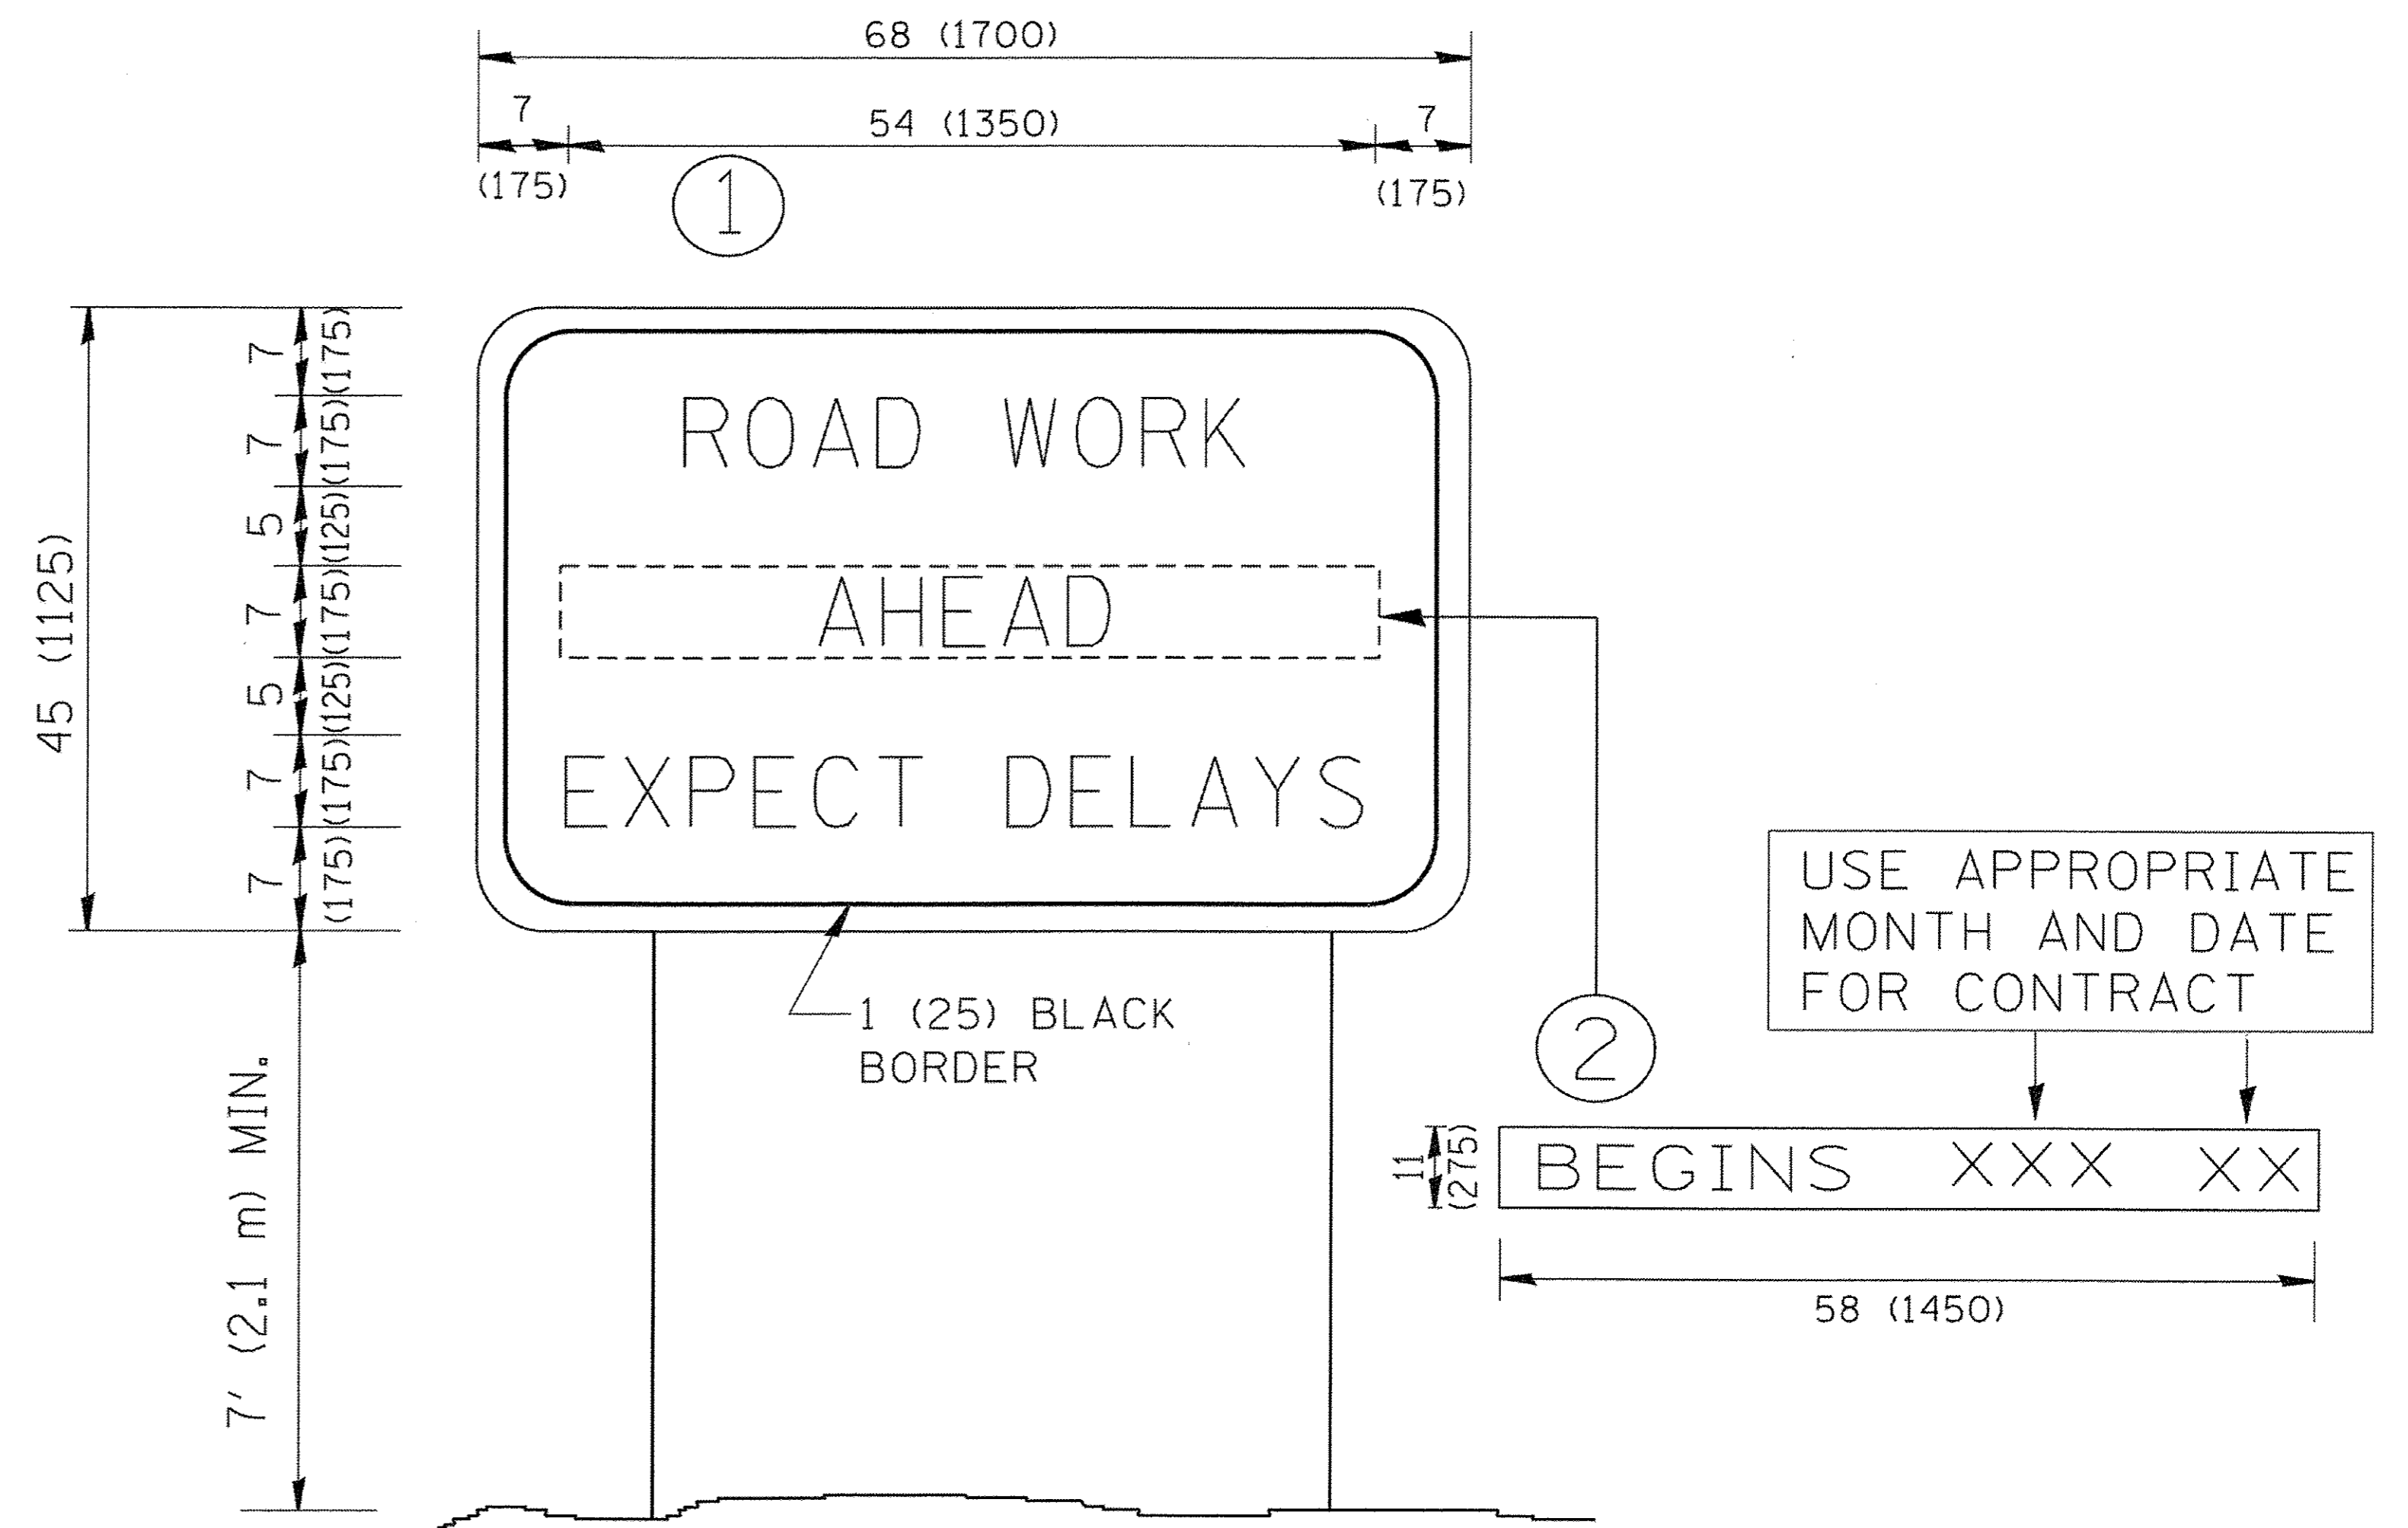 68 (1700)
7
54 (1350)
7
(175)
(175)
1
45 (1125)
7
(175)
7
(175)
5
(125)
7
(175)
5
(125)
7
(175)
7
(175)
ROAD WORK
AHEAD
EXPECT DELAYS
1 (25) BLACK
BORDER
7' (2.1 m) MIN.
2
USE APPROPRIATE
MONTH AND DATE
FOR CONTRACT
11
(275)
BEGINS XXX XX
58 (1450)